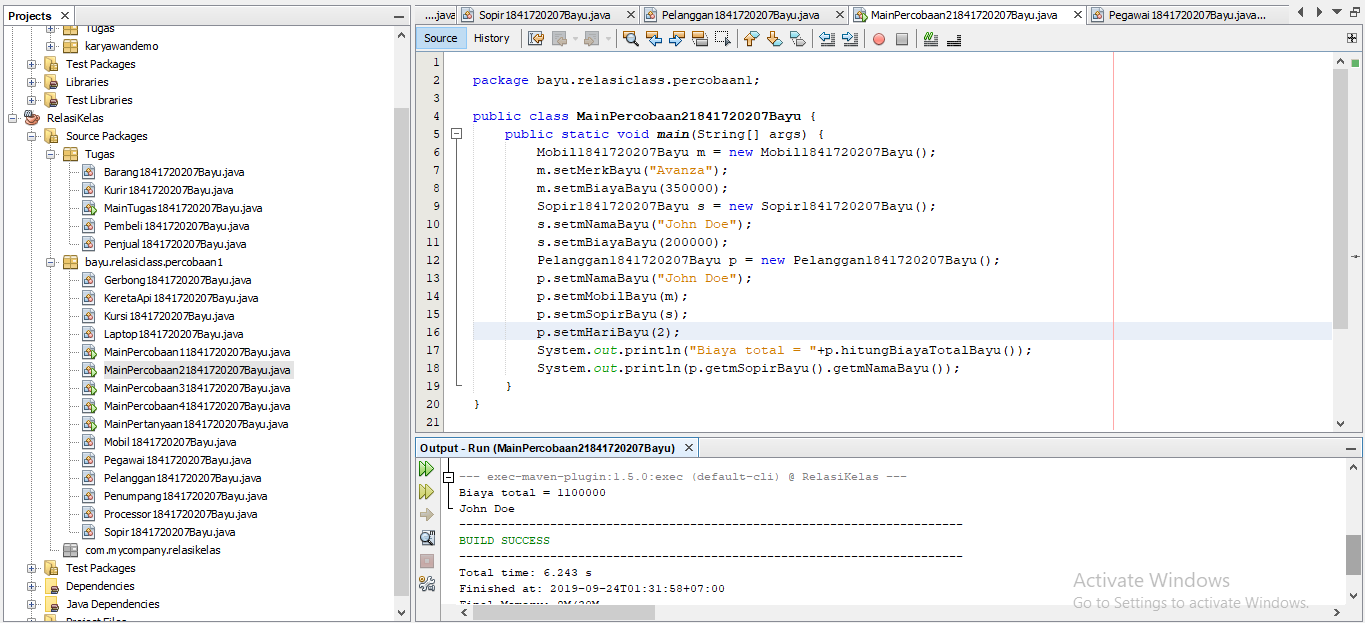 Projects
Tugas
karyawandemo
Test Packages
Libraries
Test Libraries
RelasiKelas
Source Packages
Tugas
Barang1841720207Bayu.java
Kurir1841720207Bayu.java
MainTugas1841720207Bayu.java
Pembeli1841720207Bayu.java
Penjual1841720207Bayu.java
bayu.relasiclass.percobaan1
Gerbong1841720207Bayu.java
KeretaApi1841720207Bayu.java
Kursi1841720207Bayu.java
Laptop1841720207Bayu.java
MainPercobaan11841720207Bayu.java
MainPercobaan21841720207Bayu.java
MainPercobaan31841720207Bayu.java
MainPercobaan41841720207Bayu.java
MainPertanyaan1841720207Bayu.java
Mobil1841720207Bayu.java
Pegawai1841720207Bayu.java
Pelanggan1841720207Bayu.java
Penumpang1841720207Bayu.java
Processor1841720207Bayu.java
Sopir1841720207Bayu.java
com.mycompany.relasikelas
Test Packages
Dependencies
Java Dependencies
Project Files
...java Sopir1841720207Bayu.java Pelanggan1841720207Bayu.java MainPercobaan21841720207Bayu.java Pegawai1841720207Bayu.java...
Source History
1
2 package bayu.relasiclass.percobaan1;
3
4 public class MainPercobaan21841720207Bayu {
5 public static void main(String[] args) {
6 Mobil1841720207Bayu m = new Mobil1841720207Bayu();
7 m.setMerkBayu("Avanza");
8 m.setmBiayaBayu(350000);
9 Sopir1841720207Bayu s = new Sopir1841720207Bayu();
10 s.setmNamaBayu("John Doe");
11 s.setmBiayaBayu(200000);
12 Pelanggan1841720207Bayu p = new Pelanggan1841720207Bayu();
13 p.setmNamaBayu("John Doe");
14 p.setmMobilBayu(m);
15 p.setmSopirBayu(s);
16 p.setmHariBayu(2);
17 System.out.println("Biaya total = "+p.hitungBiayaTotalBayu());
18 System.out.println(p.getmSopirBayu().getmNamaBayu());
19 }
20 }
21
Output - Run (MainPercobaan21841720207Bayu)
--- exec-maven-plugin:1.5.0:exec (default-cli) @ RelasiKelas ---
Biaya total = 1100000
John Doe
------------------------------------------------------------------------
BUILD SUCCESS
------------------------------------------------------------------------
Total time: 6.243 s
Finished at: 2019-09-24T01:31:58+07:00
Activate Windows
Go to Settings to activate Windows.